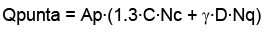 Qpunta = Ap·(1.3·C·Nc + γ·D·Nq)